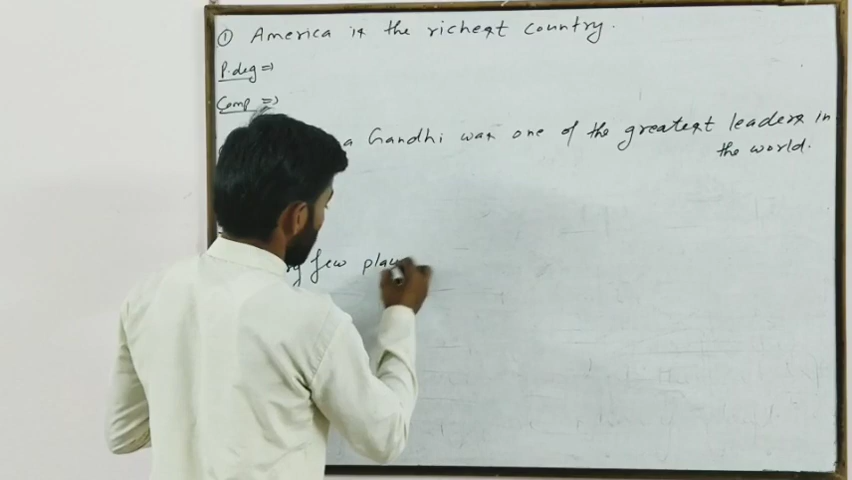 ① America is the richest country.
P.deg ⇒
Comp ⇒
a Gandhi was one of the greatest leaders in
the world.
few play